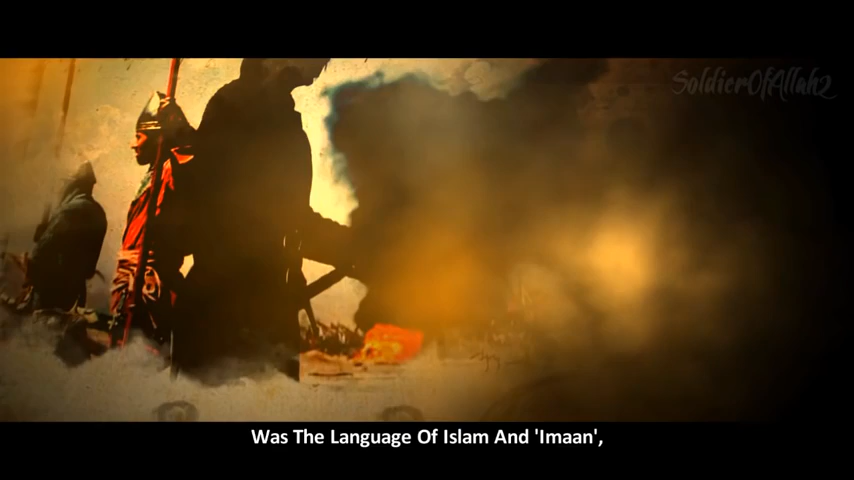 SoldierOfAllah2
Was The Language Of Islam And 'Imaan',